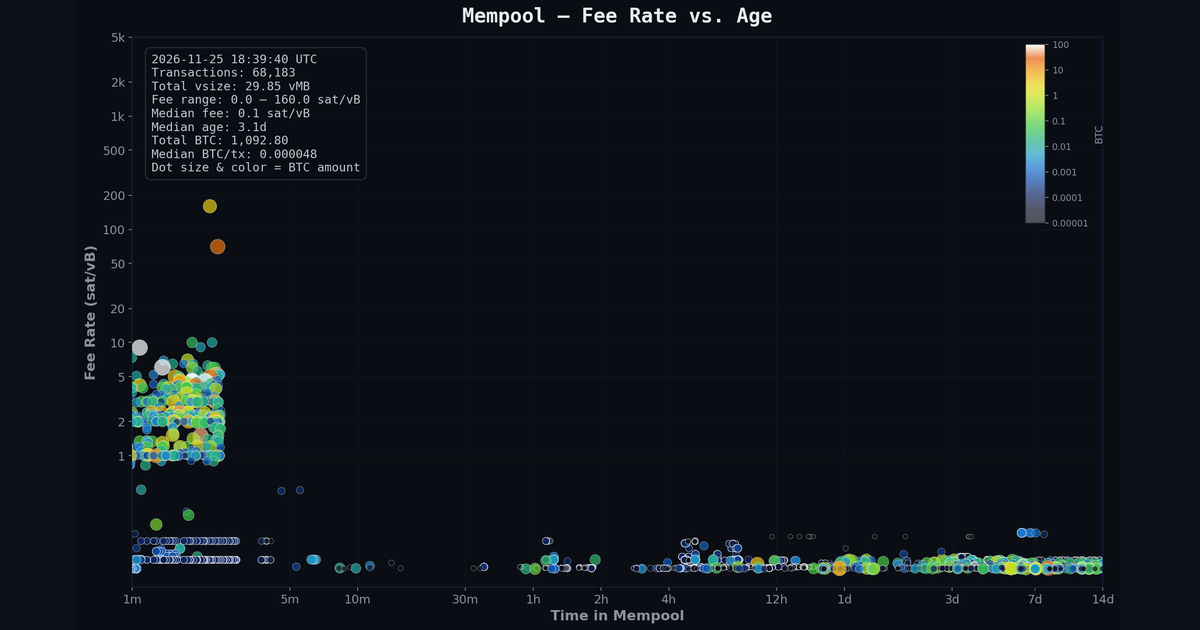 Mempool — Fee Rate vs. Age
2026-11-25 18:39:40 UTC
Transactions: 68,183
Total vsize: 29.85 vMB
Fee range: 0.0 – 160.0 sat/vB
Median fee: 0.1 sat/vB
Median age: 3.1d
Total BTC: 1,092.80
Median BTC/tx: 0.000048
Dot size & color = BTC amount
100
10
1
0.1
0.01
0.001
0.0001
0.00001
BTC
Fee Rate (sat/vB)
5k
2k
1k
500
200
100
50
20
10
5
2
1
1m
5m
10m
30m
1h
2h
4h
12h
1d
3d
7d
14d
Time in Mempool